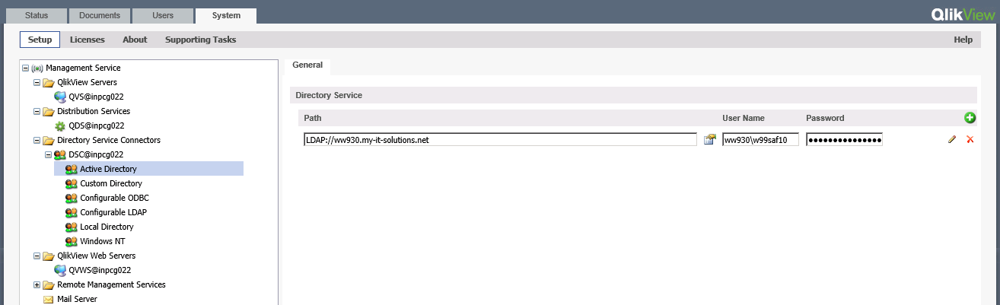 Status Documents Users System QlikView
Setup Licenses About Supporting Tasks Help
Management Service
QlikView Servers
QVS@inpcg022
Distribution Services
QDS@inpcg022
Directory Service Connectors
DSC@inpcg022
Active Directory
Custom Directory
Configurable ODBC
Configurable LDAP
Local Directory
Windows NT
QlikView Web Servers
QVWS@inpcg022
Remote Management Services
Mail Server
General
Directory Service
Path User Name Password
LDAP://ww930.my-it-solutions.net ww930\w99saf10 ●●●●●●●●●●●●●●●